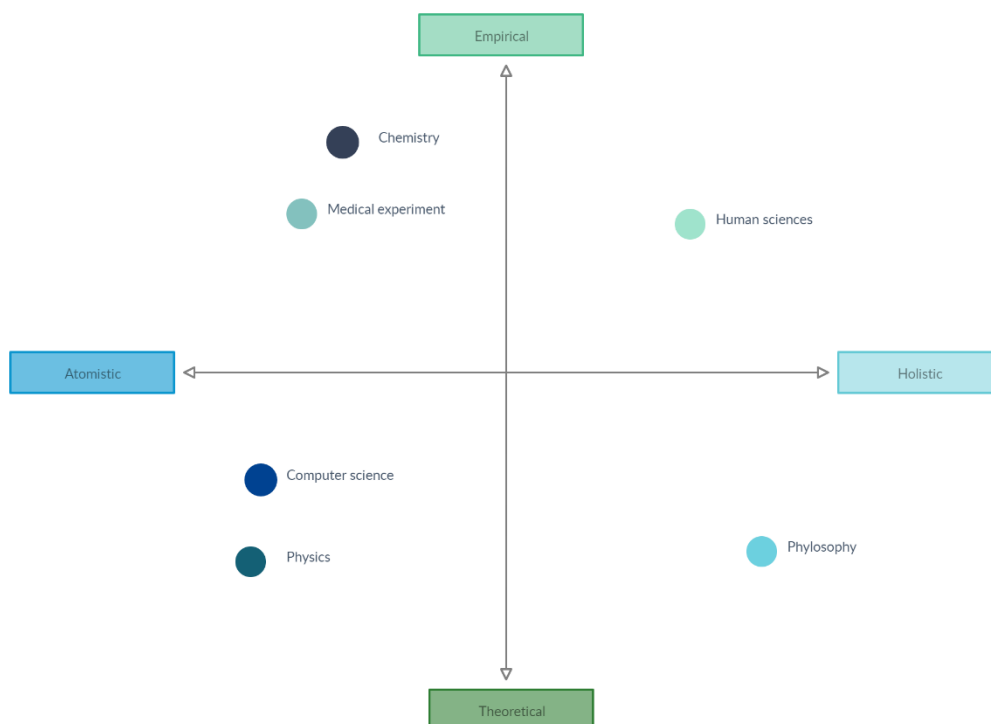 Empirical
Chemistry
Medical experiment
Human sciences
Atomistic
Holistic
Computer science
Phylosophy
Physics
Theoretical